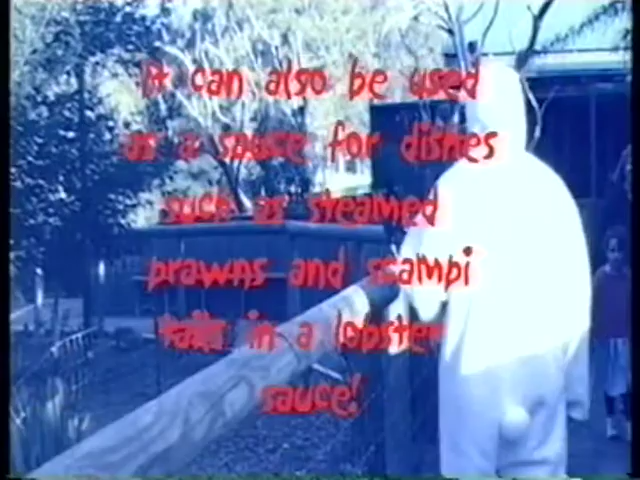 It can also be used
as a sauce for dishes
such as steamed
prawns and scampi
tails in a lobster
sauce!